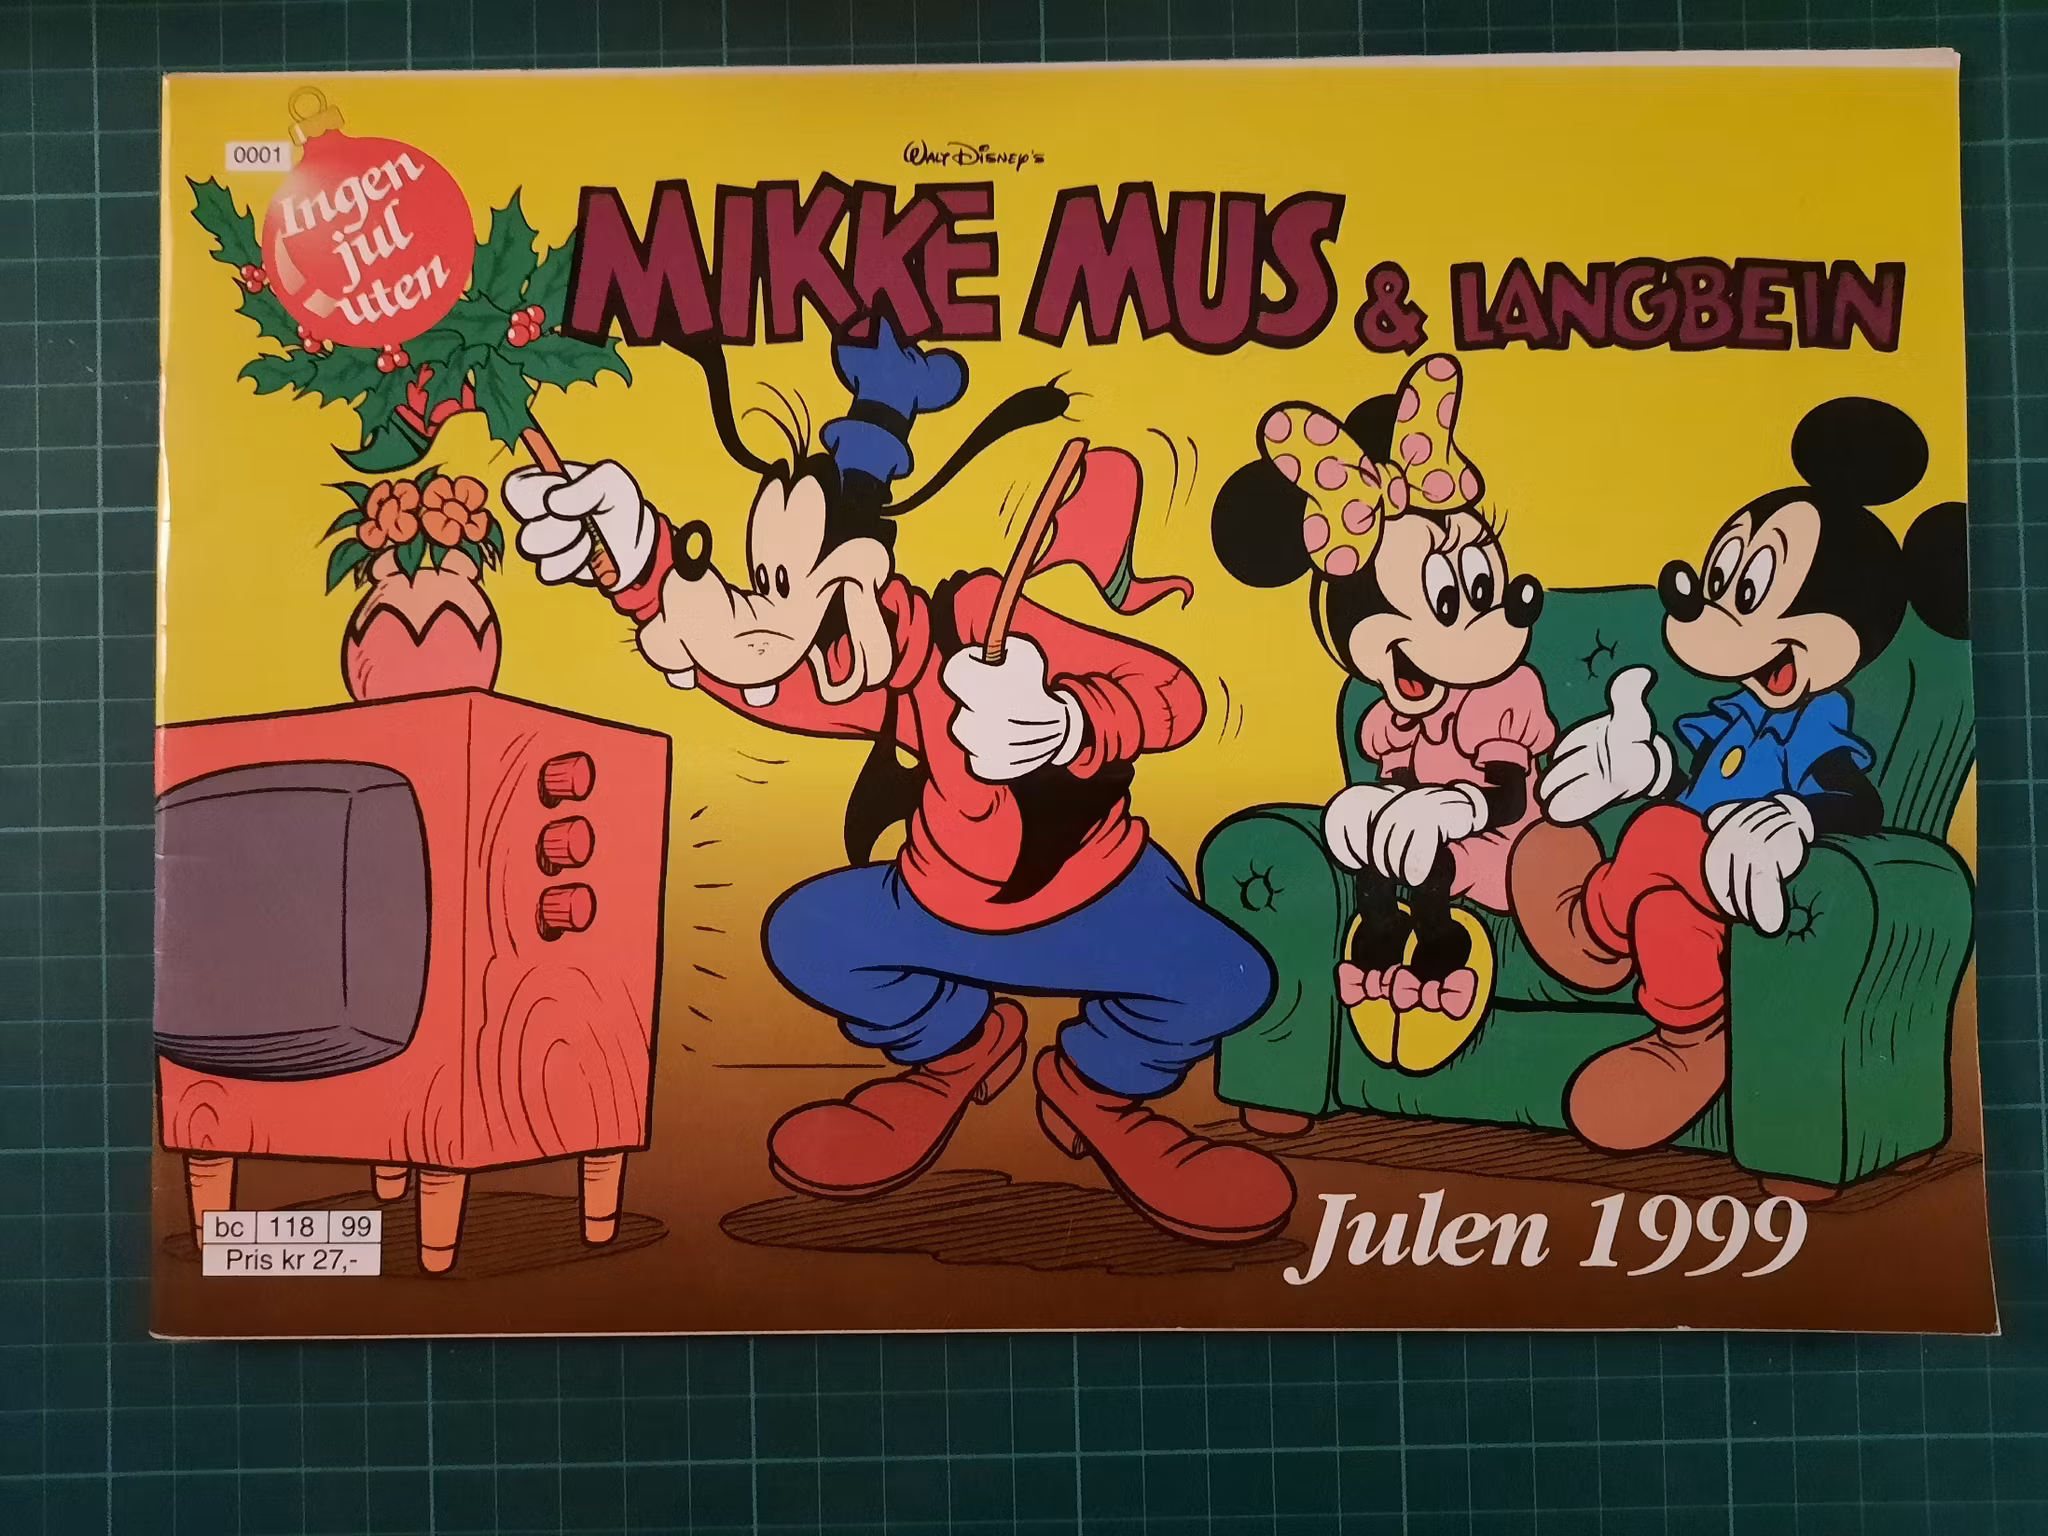 0001
Ingen
jul
uten
WALT DISNEY'S
MIKKE MUS & LANGBEIN
Julen 1999
bc 118 99
Pris kr 27,-